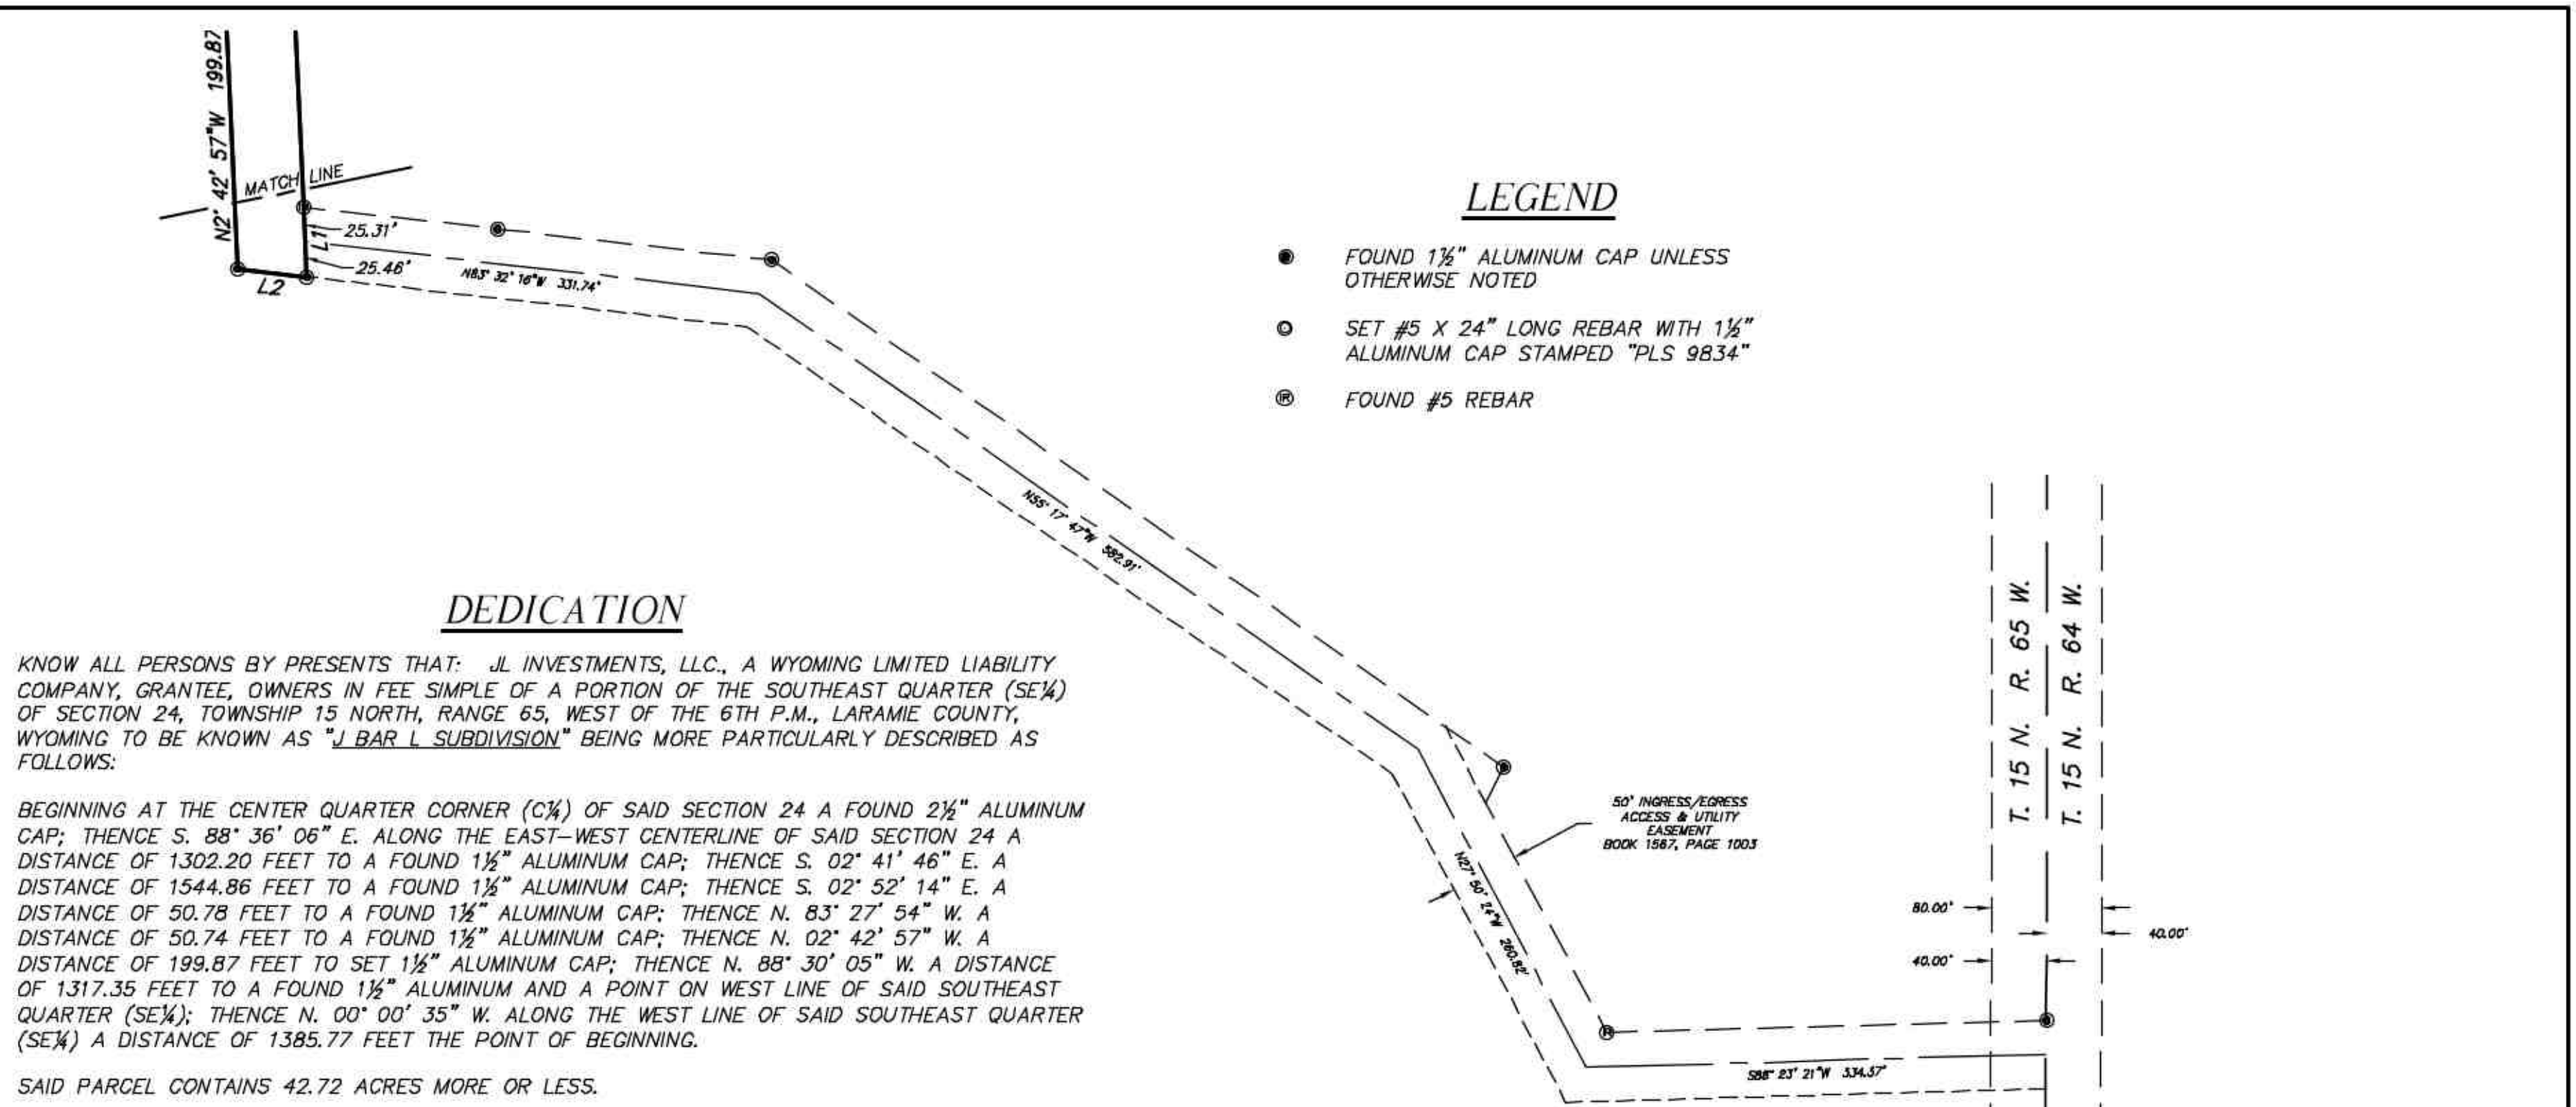 N2° 42' 57"W 199.87
MATCH LINE
25.31'
L1
25.46'
L2
N83° 32' 16"W 331.74'
LEGEND
FOUND 1½" ALUMINUM CAP UNLESS
OTHERWISE NOTED
SET #5 X 24" LONG REBAR WITH 1½"
ALUMINUM CAP STAMPED "PLS 9834"
R FOUND #5 REBAR
N55° 17' 47"W 582.91'
DEDICATION
KNOW ALL PERSONS BY PRESENTS THAT: JL INVESTMENTS, LLC., A WYOMING LIMITED LIABILITY
COMPANY, GRANTEE, OWNERS IN FEE SIMPLE OF A PORTION OF THE SOUTHEAST QUARTER (SE¼)
OF SECTION 24, TOWNSHIP 15 NORTH, RANGE 65, WEST OF THE 6TH P.M., LARAMIE COUNTY,
WYOMING TO BE KNOWN AS "J BAR L SUBDIVISION" BEING MORE PARTICULARLY DESCRIBED AS
FOLLOWS:
BEGINNING AT THE CENTER QUARTER CORNER (C¼) OF SAID SECTION 24 A FOUND 2½" ALUMINUM
CAP; THENCE S. 88° 36' 06" E. ALONG THE EAST-WEST CENTERLINE OF SAID SECTION 24 A
DISTANCE OF 1302.20 FEET TO A FOUND 1½" ALUMINUM CAP; THENCE S. 02° 41' 46" E. A
DISTANCE OF 1544.86 FEET TO A FOUND 1½" ALUMINUM CAP; THENCE S. 02° 52' 14" E. A
DISTANCE OF 50.78 FEET TO A FOUND 1½" ALUMINUM CAP; THENCE N. 83° 27' 54" W. A
DISTANCE OF 50.74 FEET TO A FOUND 1½" ALUMINUM CAP; THENCE N. 02° 42' 57" W. A
DISTANCE OF 199.87 FEET TO SET 1½" ALUMINUM CAP; THENCE N. 88° 30' 05" W. A DISTANCE
OF 1317.35 FEET TO A FOUND 1½" ALUMINUM AND A POINT ON WEST LINE OF SAID SOUTHEAST
QUARTER (SE¼); THENCE N. 00° 00' 35" W. ALONG THE WEST LINE OF SAID SOUTHEAST QUARTER
(SE¼) A DISTANCE OF 1385.77 FEET THE POINT OF BEGINNING.
SAID PARCEL CONTAINS 42.72 ACRES MORE OR LESS.
50' INGRESS/EGRESS
ACCESS & UTILITY
EASEMENT
BOOK 1567, PAGE 1003
N27° 50' 24"W 260.82'
R
T. 15 N. R. 65 W.
T. 15 N. R. 64 W.
80.00'
40.00'
40.00'
S88° 23' 21"W 334.57'